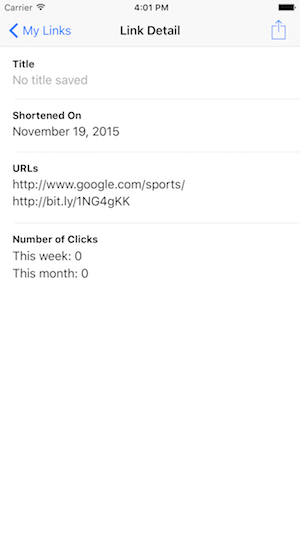 Carrier 4:01 PM
My Links Link Detail
Title
No title saved
Shortened On
November 19, 2015
URLs
http://www.google.com/sports/
http://bit.ly/1NG4gKK
Number of Clicks
This week: 0
This month: 0